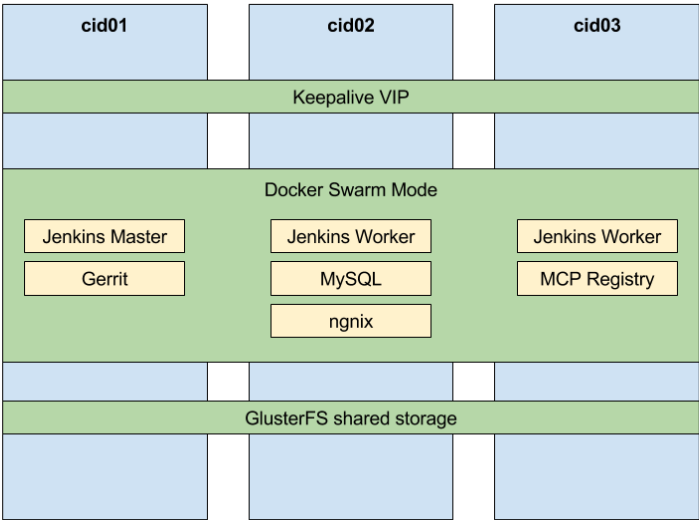 cid01
cid02
cid03
Keepalive VIP
Docker Swarm Mode
Jenkins Master
Jenkins Worker
Jenkins Worker
Gerrit
MySQL
MCP Registry
ngnix
GlusterFS shared storage